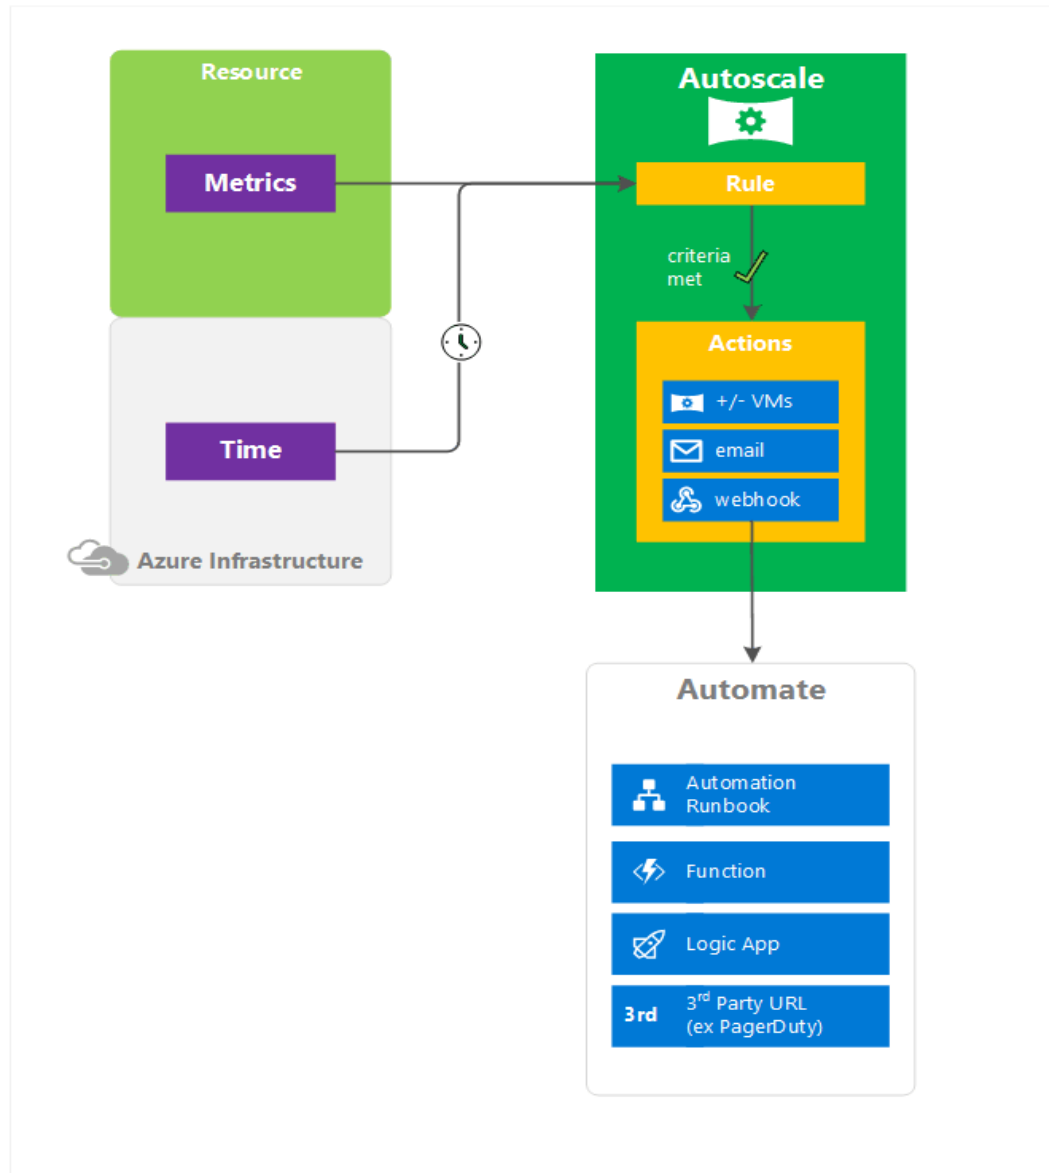 Resource
Metrics
Time
Azure Infrastructure
Autoscale
Rule
criteria
met
Actions
+/- VMs
email
webhook
Automate
Automation
Runbook
Function
Logic App
3rd
3rd Party URL
(ex PagerDuty)